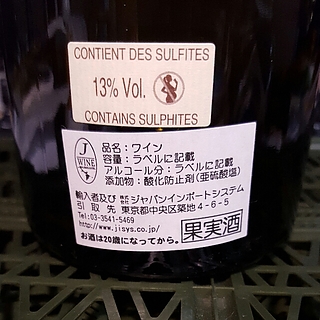 CONTIENT DES SULFITES
13% Vol.
CONTAINS SULPHITES
J
WINE
品名：ワイン
容量：ラベルに記載
アルコール分：ラベルに記載
添加物：酸化防止剤(亜硫酸塩)
輸入者及び 株式会社 ジャパンインポートシステム
引取先 東京都中央区築地4-6-5
Tel.03-3541-5469
http://www.jisys.co.jp/
お酒は20歳になってから。
果実酒